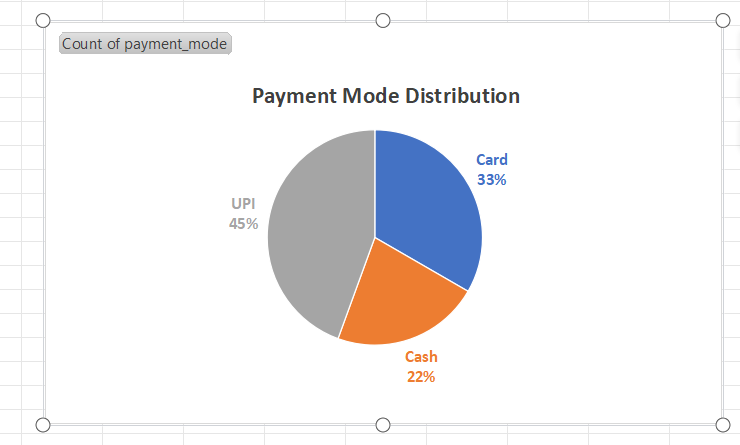 Count of payment_mode
Payment Mode Distribution
Card
33%
UPI
45%
Cash
22%